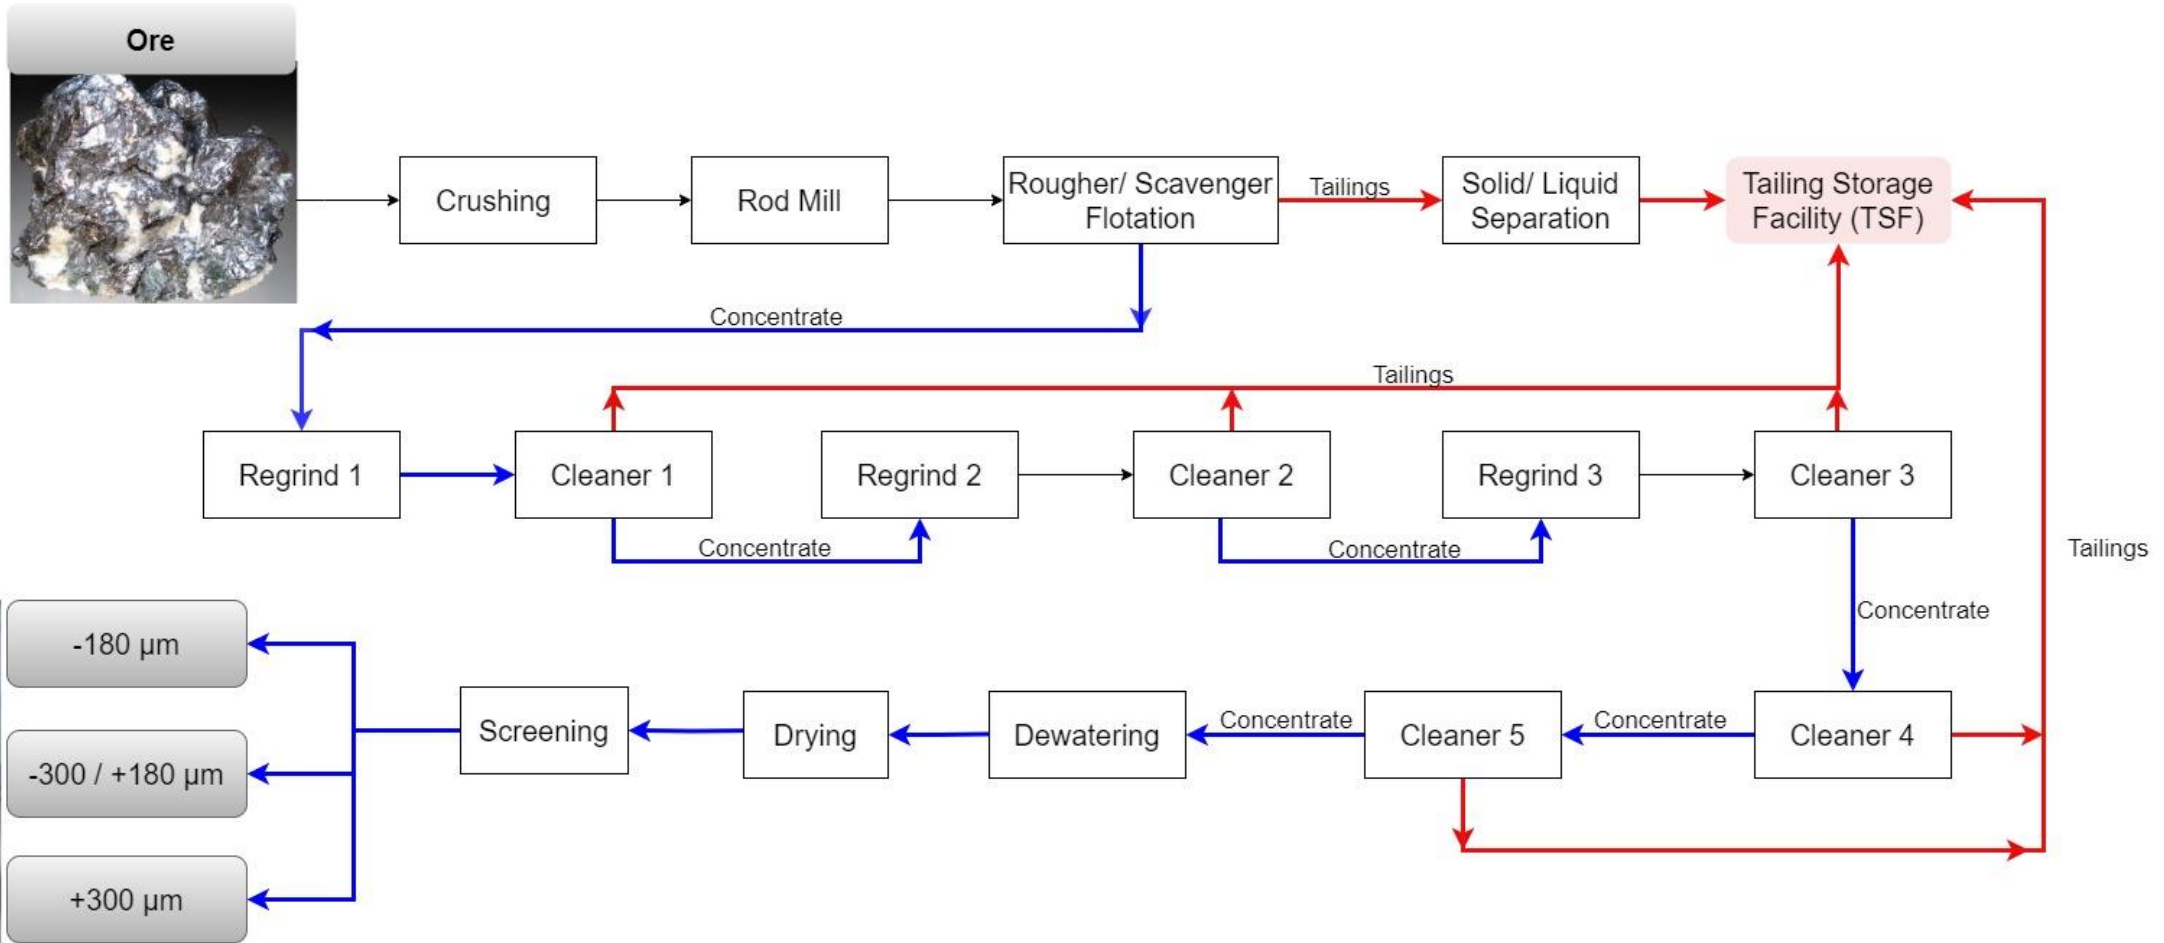 Ore
Crushing
Rod Mill
Rougher/ Scavenger
Flotation
Tailings
Solid/ Liquid
Separation
Tailing Storage
Facility (TSF)
Concentrate
Tailings
Regrind 1
Cleaner 1
Regrind 2
Cleaner 2
Regrind 3
Cleaner 3
Concentrate
Concentrate
Tailings
Concentrate
-180 µm
-300 / +180 µm
+300 µm
Screening
Drying
Dewatering
Concentrate
Cleaner 5
Concentrate
Cleaner 4